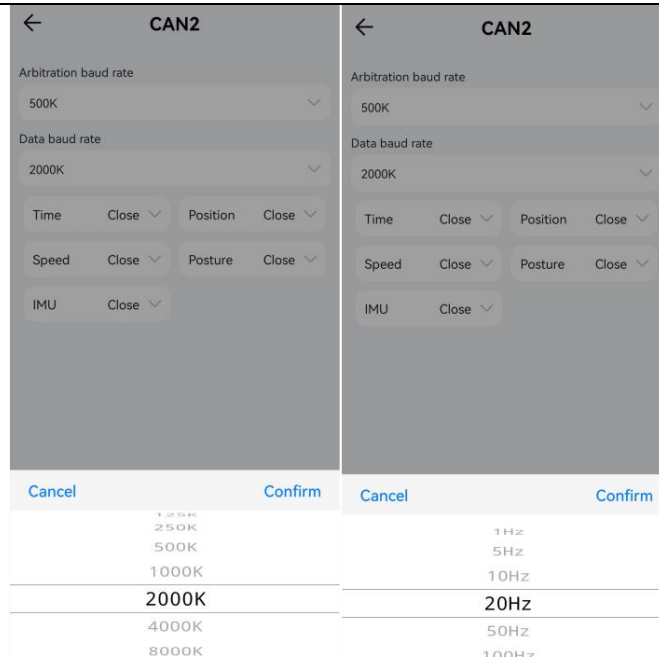 CAN2
Arbitration baud rate
500K
Data baud rate
2000K
Time Close Position Close
Speed Close Posture Close
IMU Close
Cancel Confirm
125K
250K
500K
1000K
2000K
4000K
8000K
CAN2
Arbitration baud rate
500K
Data baud rate
2000K
Time Close Position Close
Speed Close Posture Close
IMU Close
Cancel Confirm
1Hz
5Hz
10Hz
20Hz
50Hz
100Hz